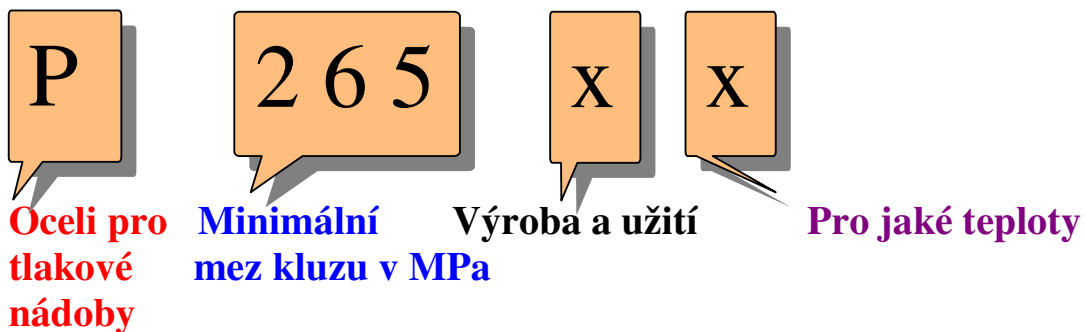 P 2 6 5 x x
Oceli pro Minimální Výroba a užití Pro jaké teploty
tlakové mez kluzu v MPa
nádoby